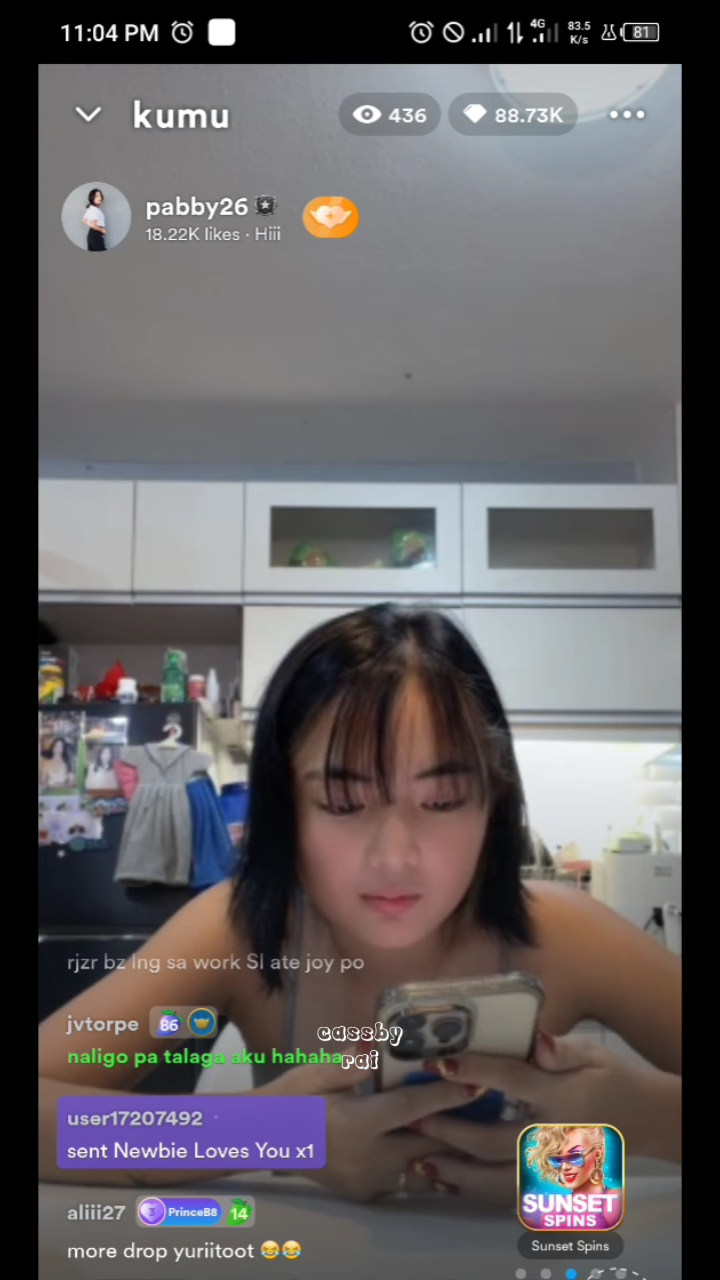 11:04 PM
4G
83.5
K/s
81
kumu
436
88.73K
pabby26
18.22K likes · Hiii
rjzr bz lng sa work SI ate joy po
jvtorpe 86
naligo pa talaga aku hahaha
cassby
rai
user17207492
sent Newbie Loves You x1
aliii27 3 PrinceB8 14
more drop yuriitoot 😂😂
SUNSET
SPINS
Sunset Spins